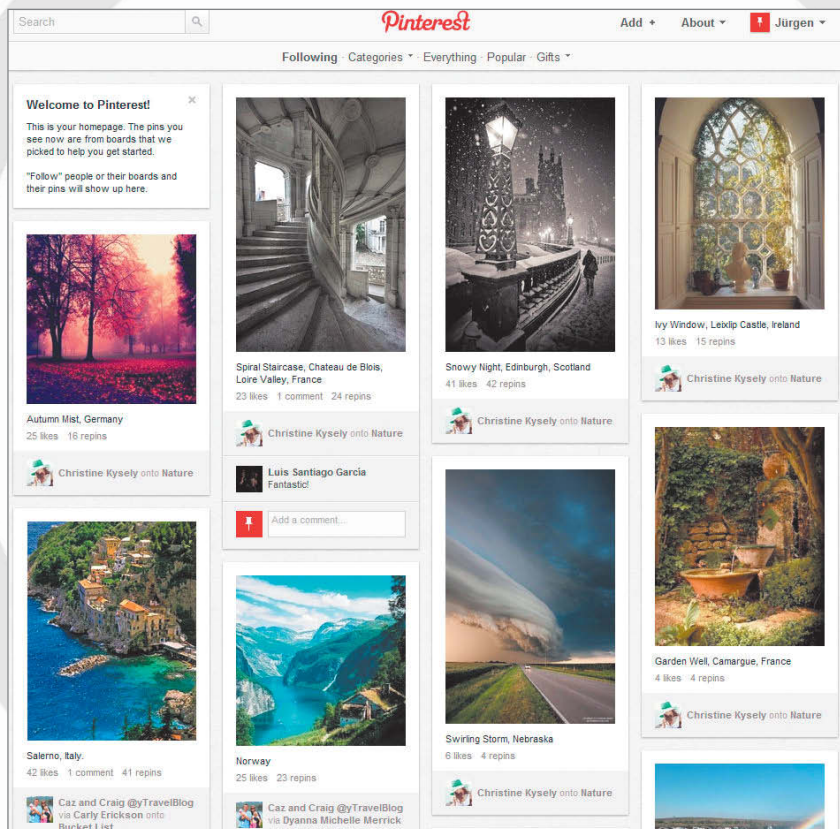 Search
Pinterest
Add +
About
Jürgen
Following · Categories · Everything · Popular · Gifts
Welcome to Pinterest!
×
This is your homepage. The pins you
see now are from boards that we
picked to help you get started.
"Follow" people or their boards and
their pins will show up here.
Autumn Mist, Germany
25 likes 16 repins
Christine Kysely onto Nature
Salerno, Italy.
42 likes 1 comment 41 repins
Caz and Craig @yTravelBlog
via Carly Erickson onto
Bucket List
Spiral Staircase, Chateau de Blois,
Loire Valley, France
23 likes 1 comment 24 repins
Christine Kysely onto Nature
Luis Santiago García
Fantastic!
Add a comment...
Norway
25 likes 23 repins
Caz and Craig @yTravelBlog
via Dyanna Michelle Merrick
Snowy Night, Edinburgh, Scotland
41 likes 42 repins
Christine Kysely onto Nature
Swirling Storm, Nebraska
6 likes 4 repins
Christine Kysely onto Nature
Ivy Window, Leixlip Castle, Ireland
13 likes 15 repins
Christine Kysely onto Nature
Garden Well, Camargue, France
4 likes 4 repins
Christine Kysely onto Nature